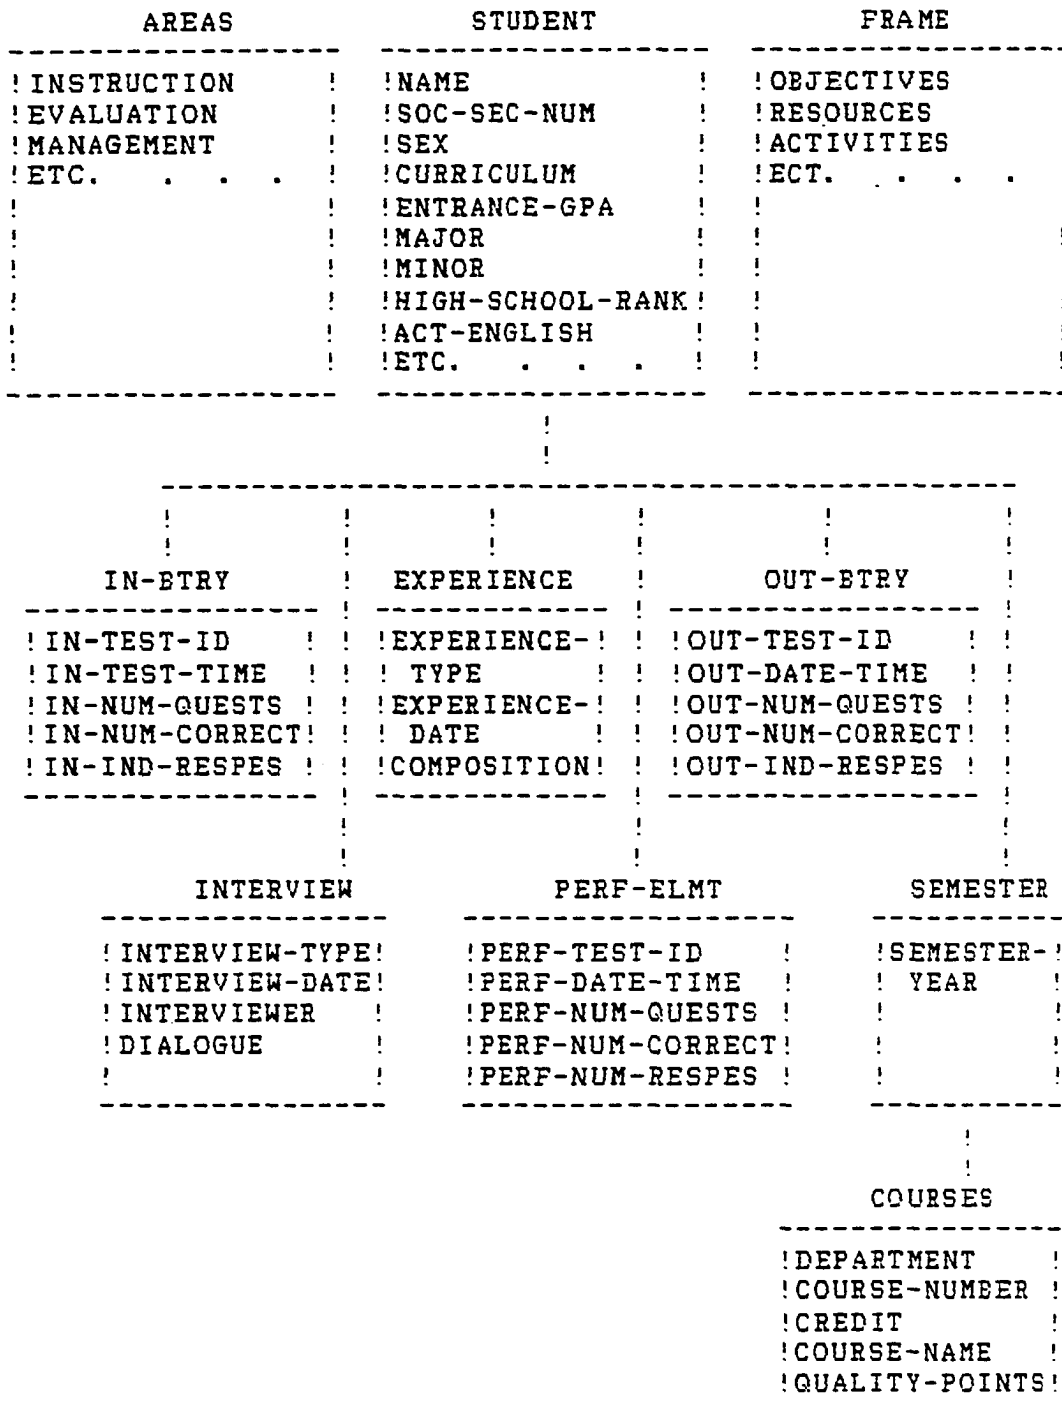 AREAS STUDENT FRAME
!INSTRUCTION ! !NAME ! !OBJECTIVES
!EVALUATION ! !SOC-SEC-NUM ! !RESOURCES
!MANAGEMENT ! !SEX ! !ACTIVITIES
!ETC. . . . ! !CURRICULUM ! !ECT. . . . .
! ! !ENTRANCE-GPA ! !
! ! !MAJOR ! ! !
! ! !MINOR ! !
! ! !HIGH-SCHOOL-RANK! ! !
! ! !ACT-ENGLISH ! ! !
! ! !ETC. . . . ! ! !
IN-BTRY ! EXPERIENCE ! OUT-BTRY !
!IN-TEST-ID ! ! !EXPERIENCE-! ! !OUT-TEST-ID ! !
!IN-TEST-TIME ! ! ! TYPE ! ! !OUT-DATE-TIME ! !
!IN-NUM-QUESTS ! ! !EXPERIENCE-! ! !OUT-NUM-QUESTS ! !
!IN-NUM-CORRECT! ! ! DATE ! ! !OUT-NUM-CORRECT! !
!IN-IND-RESPES ! ! !COMPOSITION! ! !OUT-IND-RESPES ! !
INTERVIEW PERF-ELMT SEMESTER
!INTERVIEW-TYPE! !PERF-TEST-ID ! !SEMESTER-!
!INTERVIEW-DATE! !PERF-DATE-TIME ! ! YEAR !
!INTERVIEWER ! !PERF-NUM-QUESTS ! ! !
!DIALOGUE ! !PERF-NUM-CORRECT! ! !
! ! !PERF-NUM-RESPES ! ! !
COURSES
!DEPARTMENT !
!COURSE-NUMBER !
!CREDIT !
!COURSE-NAME !
!QUALITY-POINTS!